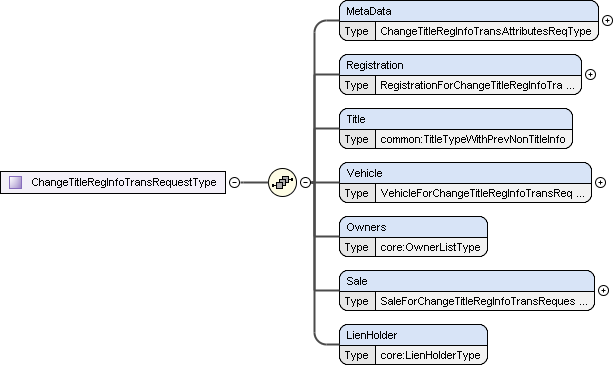 MetaData
Type ChangeTitleRegInfoTransAttributesReqType
Registration
Type RegistrationForChangeTitleRegInfoTra ...
Title
Type common:TitleTypeWithPrevNonTitleInfo
ChangeTitleRegInfoTransRequestType
Vehicle
Type VehicleForChangeTitleRegInfoTransReq ...
Owners
Type core:OwnerListType
Sale
Type SaleForChangeTitleRegInfoTransReques ...
LienHolder
Type core:LienHolderType